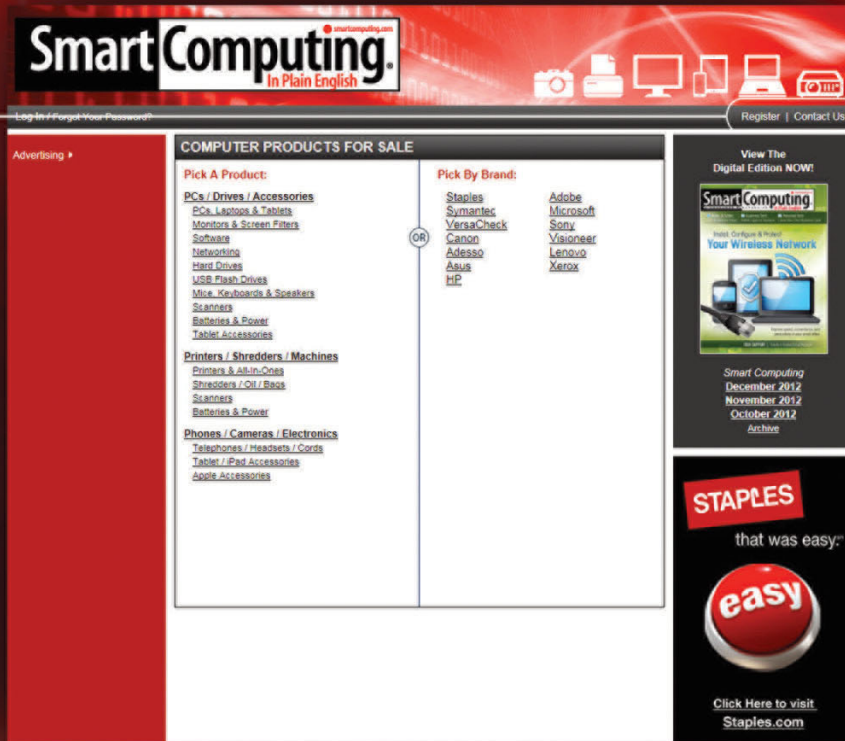 Smart Computing.
smartcomputing.com
In Plain English
Log In / Forgot Your Password?
Register | Contact Us
Advertising
COMPUTER PRODUCTS FOR SALE
Pick A Product:
PCs / Drives / Accessories
PCs, Laptops & Tablets
Monitors & Screen Filters
Software
Networking
Hard Drives
USB Flash Drives
Mice, Keyboards & Speakers
Scanners
Batteries & Power
Tablet Accessories
Printers / Shredders / Machines
Printers & All-In-Ones
Shredders / Oil / Bags
Scanners
Batteries & Power
Phones / Cameras / Electronics
Telephones / Headsets / Cords
Tablet / iPad Accessories
Apple Accessories
OR
Pick By Brand:
Staples
Symantec
VersaCheck
Canon
Adesso
Asus
HP
Adobe
Microsoft
Sony
Visioneer
Lenovo
Xerox
View The
Digital Edition NOW!
Smart Computing
Install, Configure & Protect
Your Wireless Network
Smart Computing
December 2012
November 2012
October 2012
Archive
STAPLES
that was easy.
easy
Click Here to visit
Staples.com